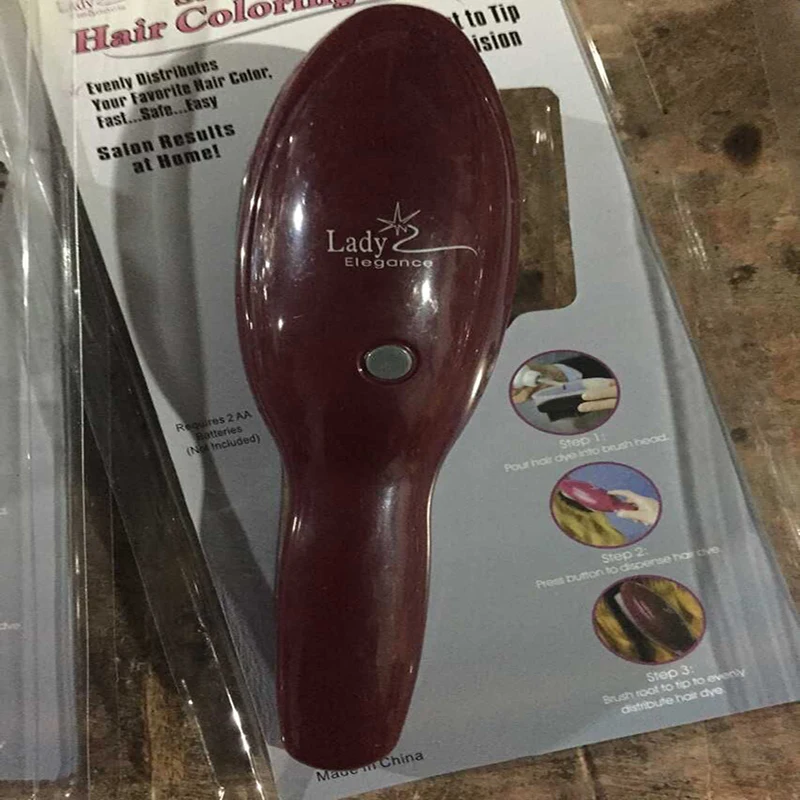 Lady
Elegance
Hair Coloring
t to Tip
ision
Evenly Distributes
Your Favorite Hair Color,
Fast...Safe...Easy
Salon Results
at Home!
Lady
Elegance
Requires 2 AA
Batteries
(Not Included)
Step 1:
Pour hair dye into brush head.
Step 2:
Press button to dispense hair dye.
Step 3:
Brush root to tip to evenly
distribute hair dye.
Made in China